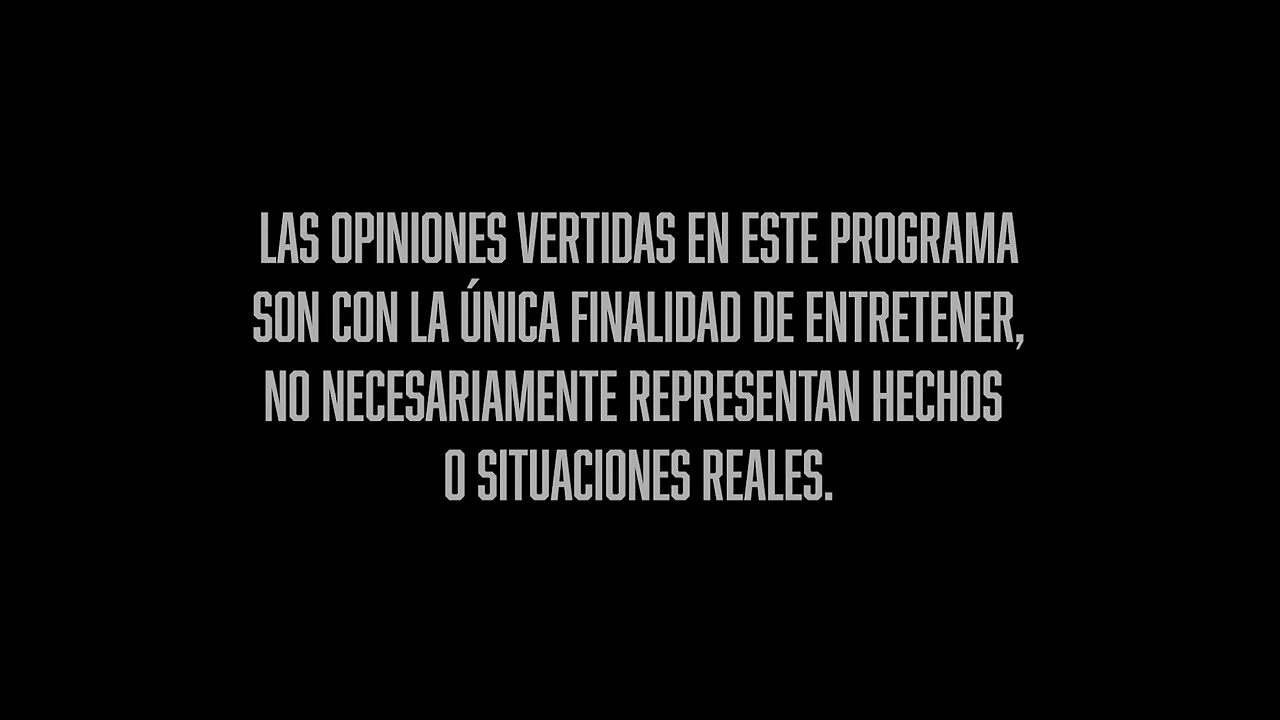 LAS OPINIONES VERTIDAS EN ESTE PROGRAMA
SON CON LA ÚNICA FINALIDAD DE ENTRETENER,
NO NECESARIAMENTE REPRESENTAN HECHOS
O SITUACIONES REALES.